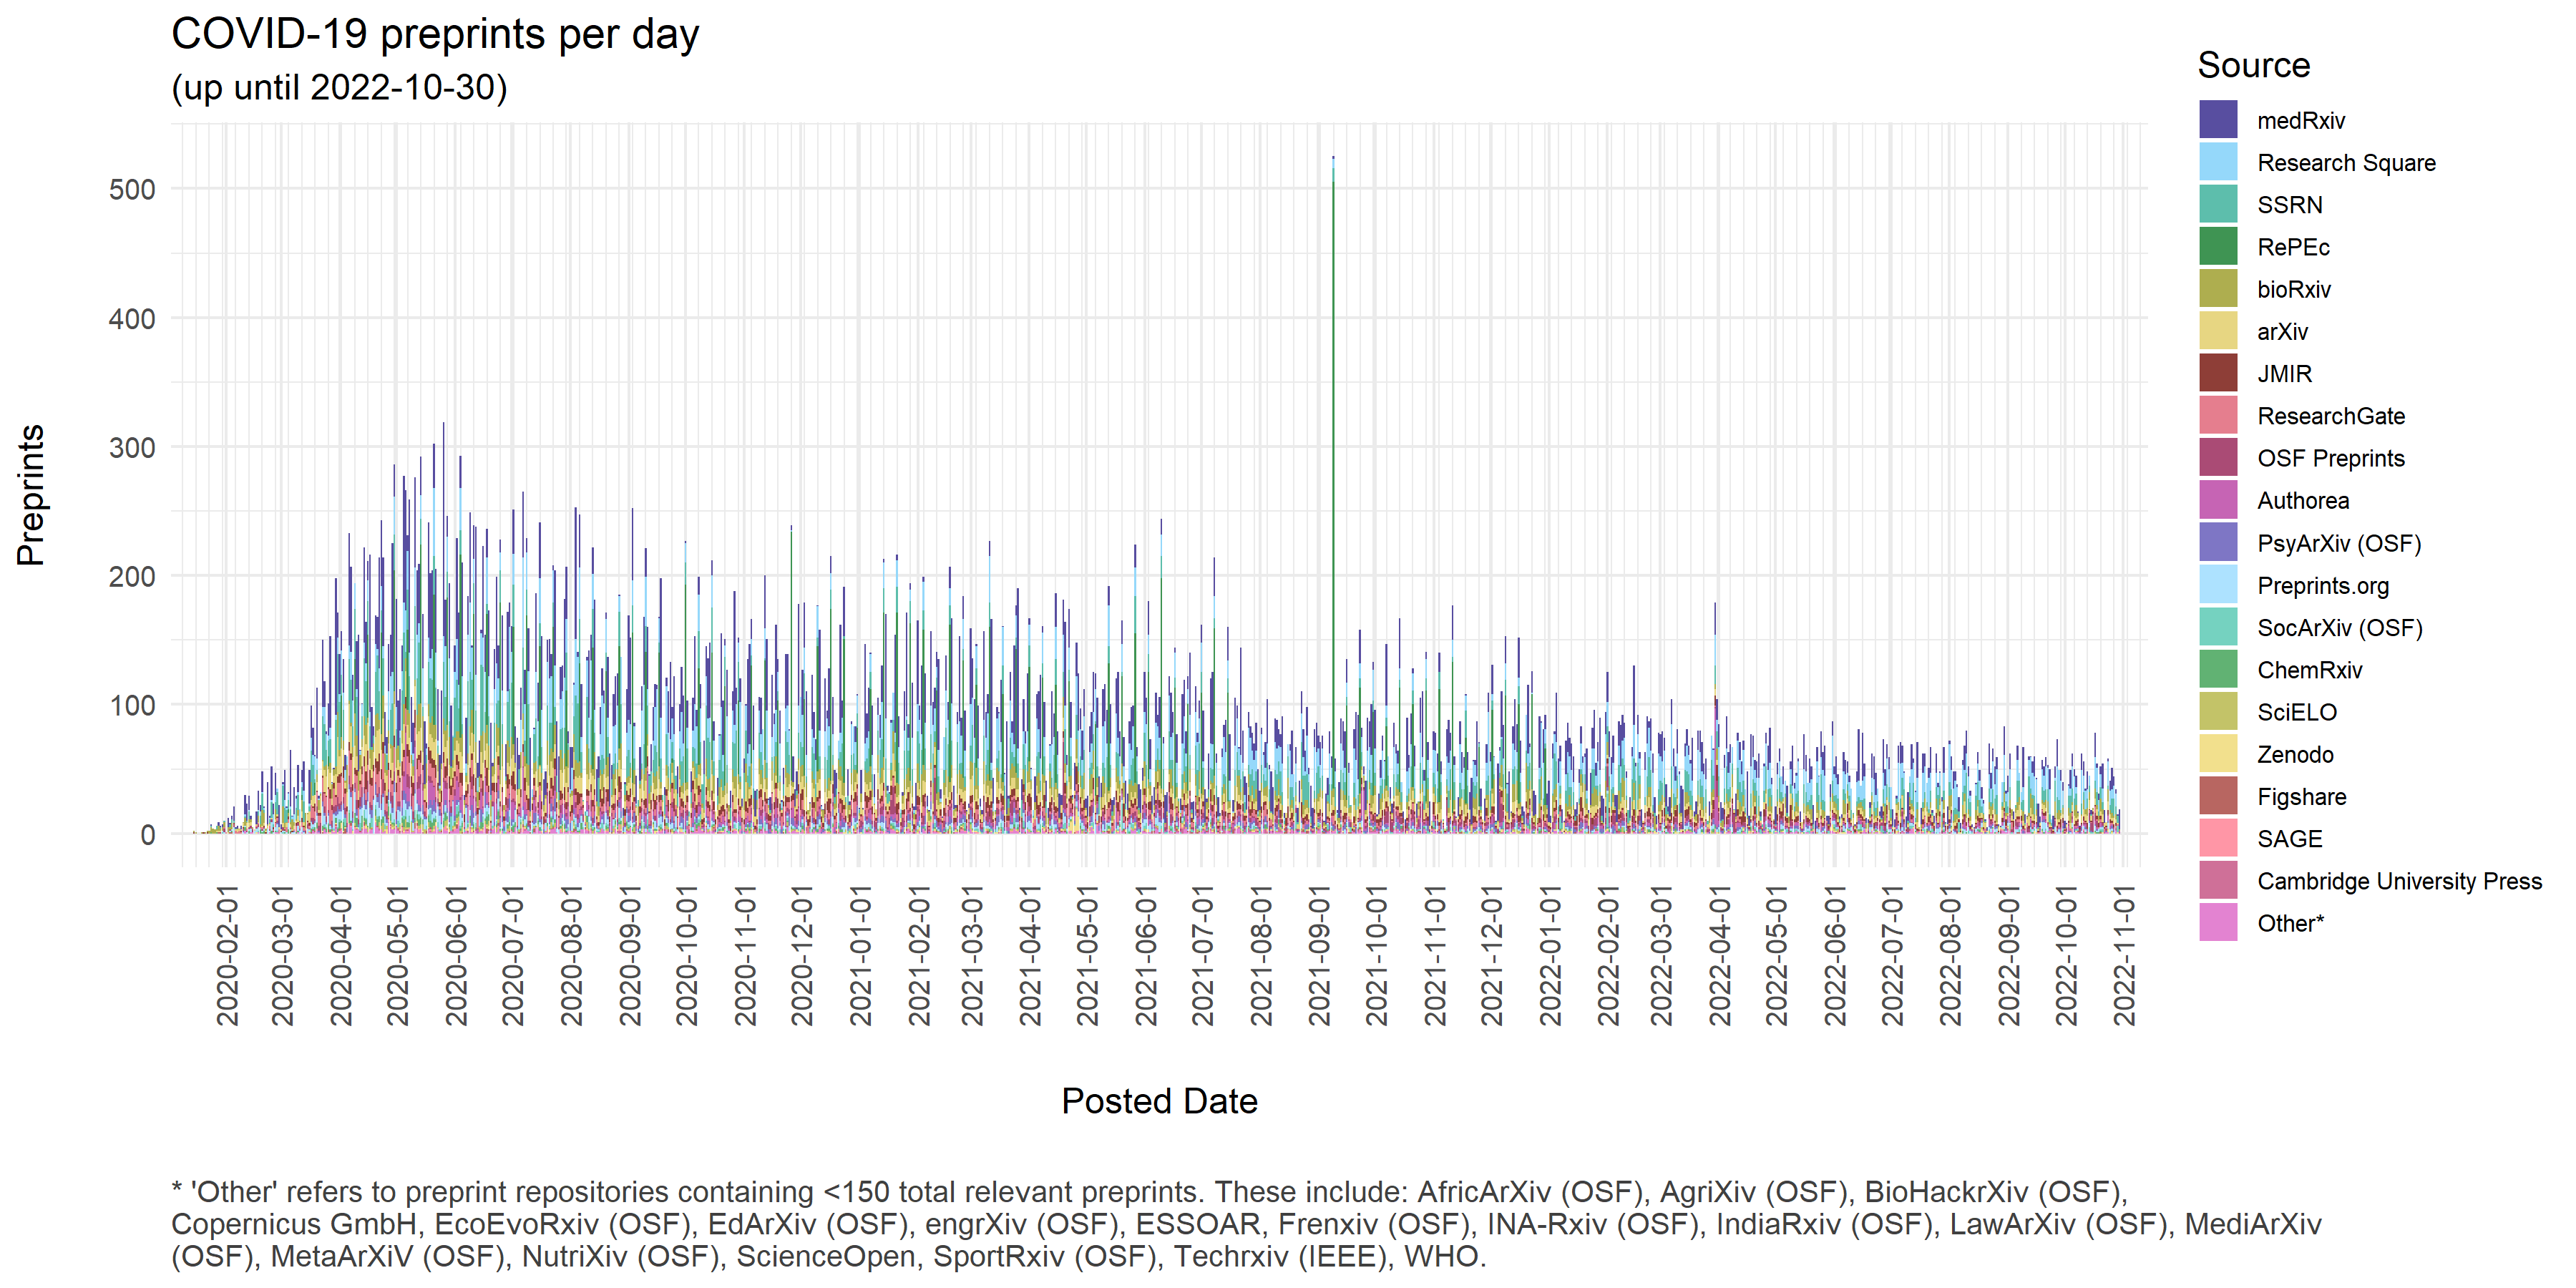 COVID-19 preprints per day
(up until 2022-10-30)
Preprints
500
400
300
200
100
0
2020-02-01
2020-03-01
2020-04-01
2020-05-01
2020-06-01
2020-07-01
2020-08-01
2020-09-01
2020-10-01
2020-11-01
2020-12-01
2021-01-01
2021-02-01
2021-03-01
2021-04-01
2021-05-01
2021-06-01
2021-07-01
2021-08-01
2021-09-01
2021-10-01
2021-11-01
2021-12-01
2022-01-01
2022-02-01
2022-03-01
2022-04-01
2022-05-01
2022-06-01
2022-07-01
2022-08-01
2022-09-01
2022-10-01
2022-11-01
Posted Date
Source
medRxiv
Research Square
SSRN
RePEc
bioRxiv
arXiv
JMIR
ResearchGate
OSF Preprints
Authorea
PsyArXiv (OSF)
Preprints.org
SocArXiv (OSF)
ChemRxiv
SciELO
Zenodo
Figshare
SAGE
Cambridge University Press
Other*
* 'Other' refers to preprint repositories containing <150 total relevant preprints. These include: AfricArXiv (OSF), AgriXiv (OSF), BioHackrXiv (OSF),
Copernicus GmbH, EcoEvoRxiv (OSF), EdArXiv (OSF), engrXiv (OSF), ESSOAR, Frenxiv (OSF), INA-Rxiv (OSF), IndiaRxiv (OSF), LawArXiv (OSF), MediArXiv
(OSF), MetaArXiV (OSF), NutriXiv (OSF), ScienceOpen, SportRxiv (OSF), Techrxiv (IEEE), WHO.